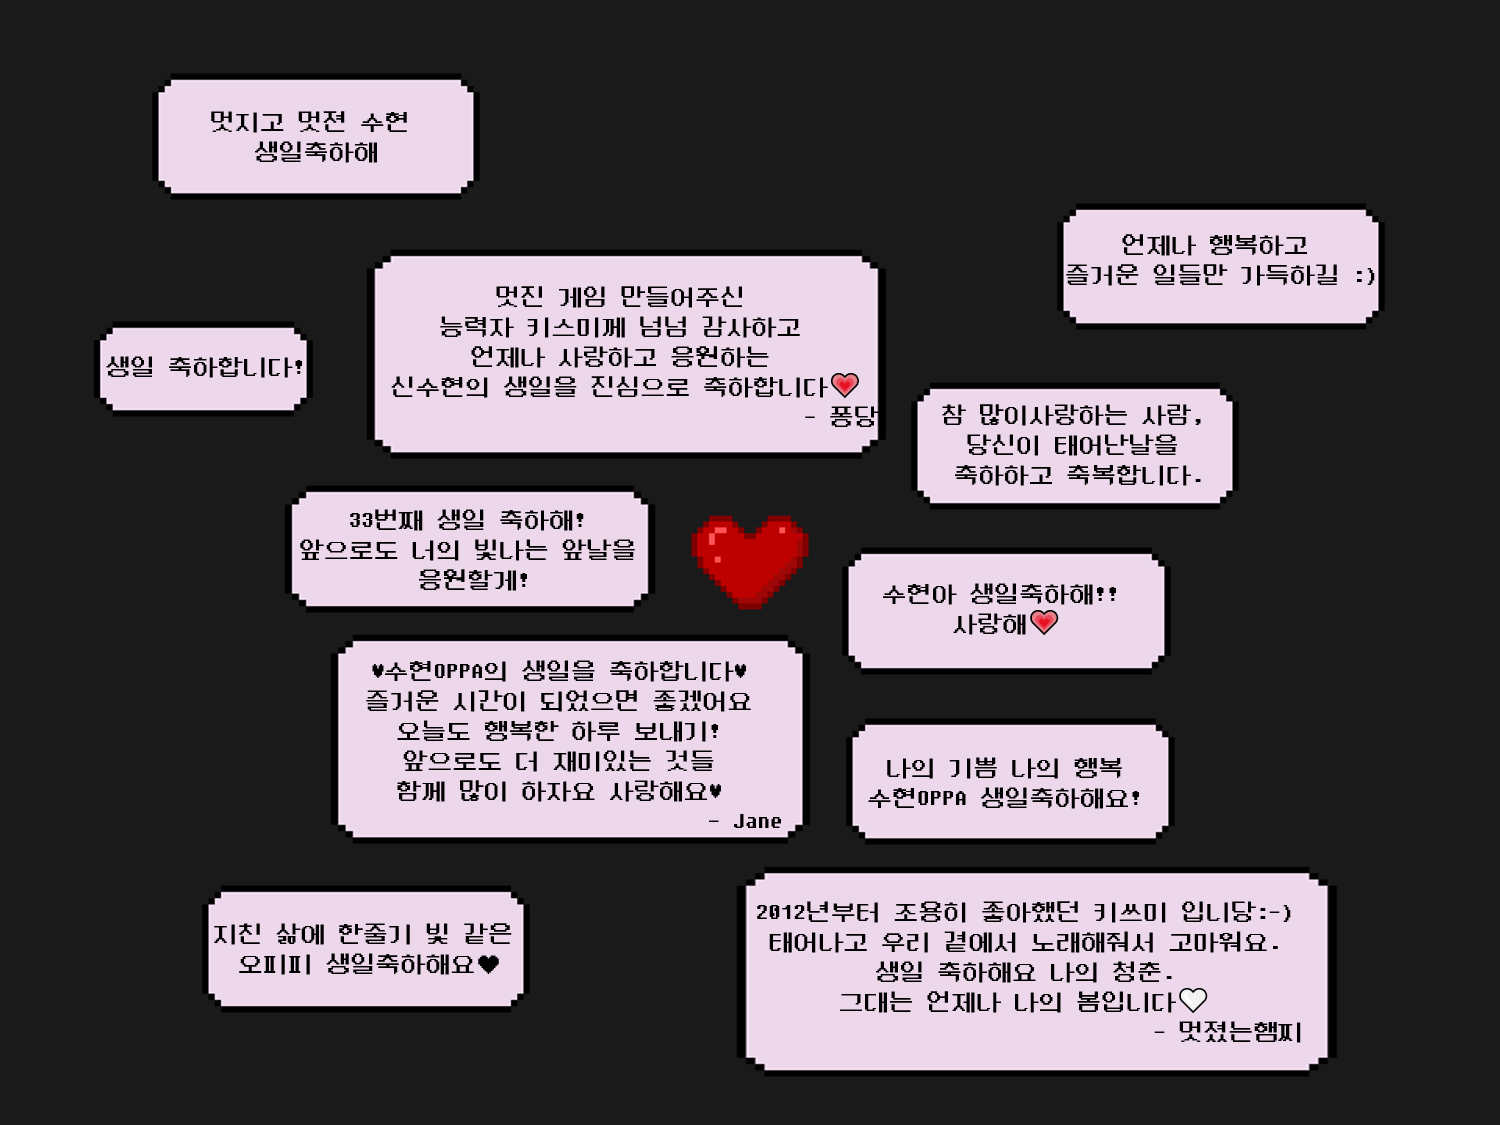 멋지고 멋젼 수현
생일축하해
언제나 행복하고
즐거운 일들만 가득하길 :)
멋진 게임 만들어주신
능력자 키스미께 넘넘 감사하고
언제나 사랑하고 응원하는
신수현의 생일을 진심으로 축하합니다❤
- 퐁당
생일 축하합니다!
참 많이사랑하는 사람,
당신이 태어난날을
축하하고 축복합니다.
33번째 생일 축하해!
앞으로도 너의 빛나는 앞날을
응원할게!
수현아 생일축하해!!
사랑해❤
♥수현OPPA의 생일을 축하합니다♥
즐거운 시간이 되었으면 좋겠어요
오늘도 행복한 하루 보내기!
앞으로도 더 재미있는 것들
함께 많이 하자요 사랑해요♥
- Jane
나의 기쁨 나의 행복
수현OPPA 생일축하해요!
지친 삶에 한줄기 빛 같은
오피피 생일축하해요♥
2012년부터 조용히 좋아했던 키쓰미 입니당:-)
태어나고 우리 곁에서 노래해줘서 고마워요.
생일 축하해요 나의 청춘.
그대는 언제나 나의 봄입니다♡
- 멋졌는햄찌